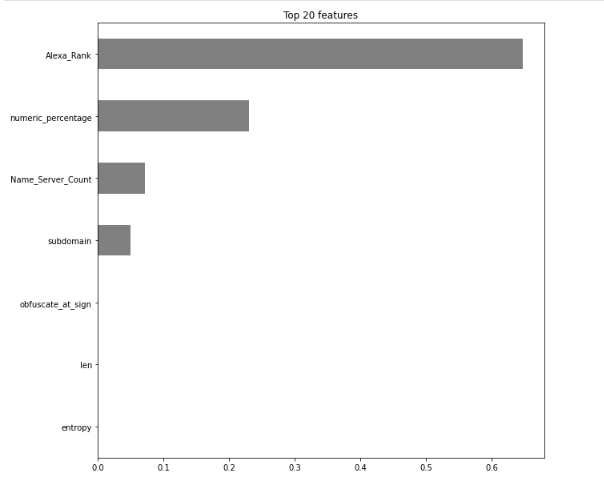 Top 20 features
Alexa_Rank
numeric_percentage
Name_Server_Count
subdomain
obfuscate_at_sign
len
entropy
0.0 0.1 0.2 0.3 0.4 0.5 0.6